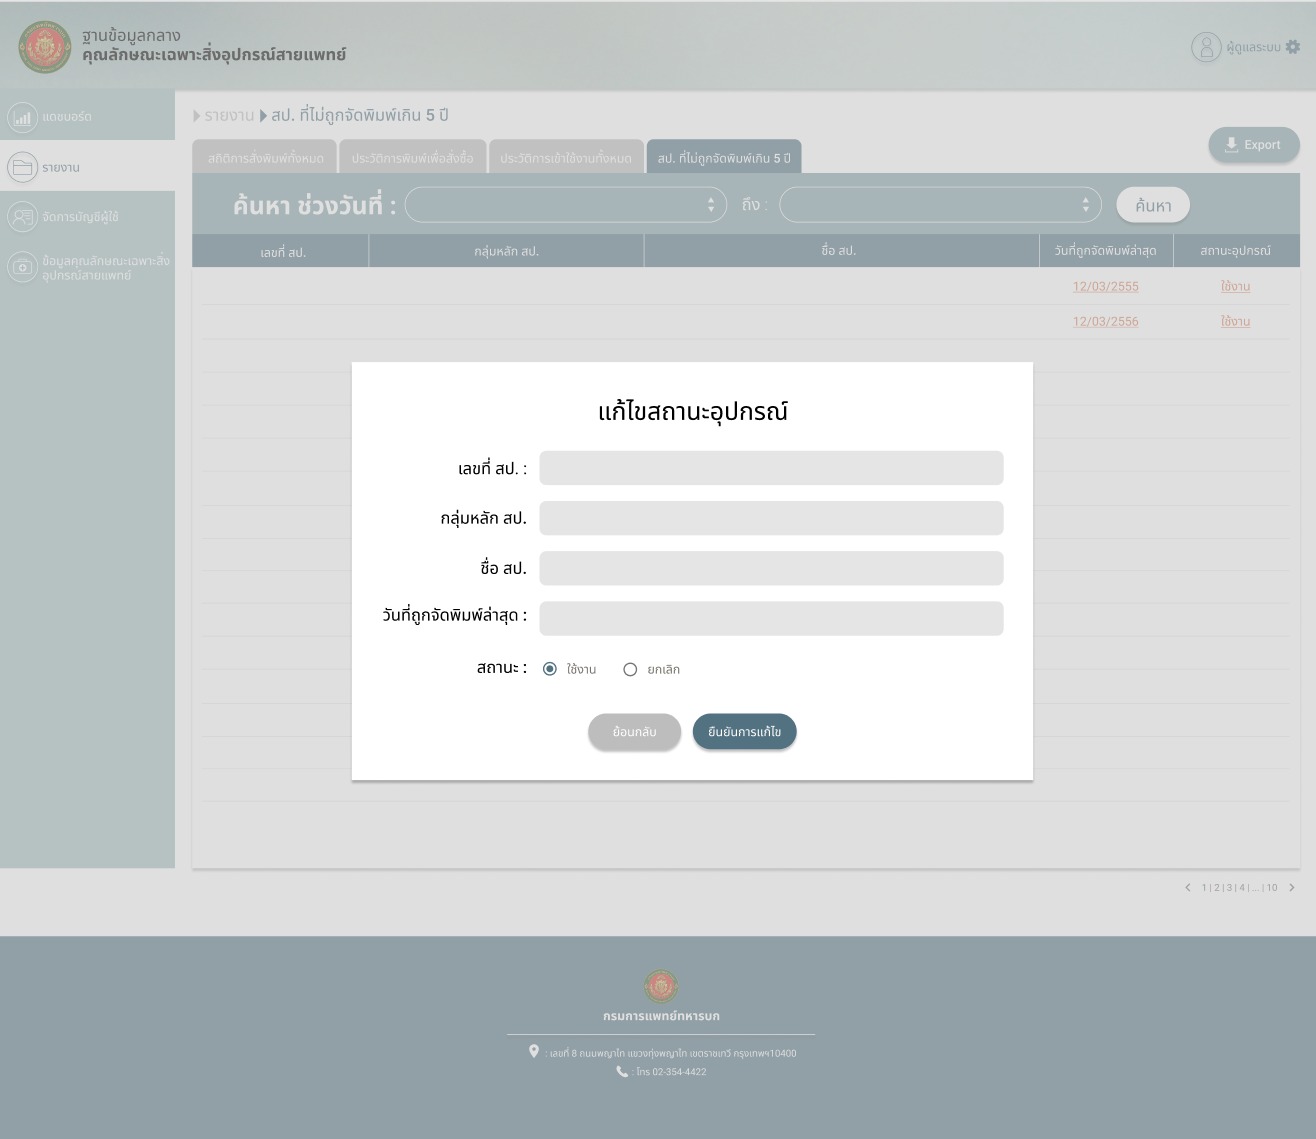 ฐานข้อมูลกลาง
คุณลักษณะเฉพาะสิ่งอุปกรณ์สายแพทย์
ผู้ดูแลระบบ
แดชบอร์ด
รายงาน
จัดการบัญชีผู้ใช้
ข้อมูลคุณลักษณะเฉพาะสิ่ง
อุปกรณ์สายแพทย์
รายงาน สป. ที่ไม่ถูกจัดพิมพ์เกิน 5 ปี
สถิติการสั่งพิมพ์ทั้งหมด
ประวัติการพิมพ์เพื่อสั่งซื้อ
ประวัติการเข้าใช้งานทั้งหมด
สป. ที่ไม่ถูกจัดพิมพ์เกิน 5 ปี
Export
ค้นหา ช่วงวันที่ :
ถึง :
ค้นหา
เลขที่ สป.
กลุ่มหลัก สป.
ชื่อ สป.
วันที่ถูกจัดพิมพ์ล่าสุด
สถานะอุปกรณ์
12/03/2555 ใช้งาน
12/03/2556 ใช้งาน
แก้ไขสถานะอุปกรณ์
เลขที่ สป. :
กลุ่มหลัก สป.
ชื่อ สป.
วันที่ถูกจัดพิมพ์ล่าสุด :
สถานะ : ใช้งาน ยกเลิก
ย้อนกลับ
ยืนยันการแก้ไข
< 1 | 2 | 3 | 4 | ... | 10 >
กรมการแพทย์ทหารบก
: เลขที่ 8 ถนนพญาไท แขวงทุ่งพญาไท เขตราชเทวี กรุงเทพฯ10400
: โทร 02-354-4422